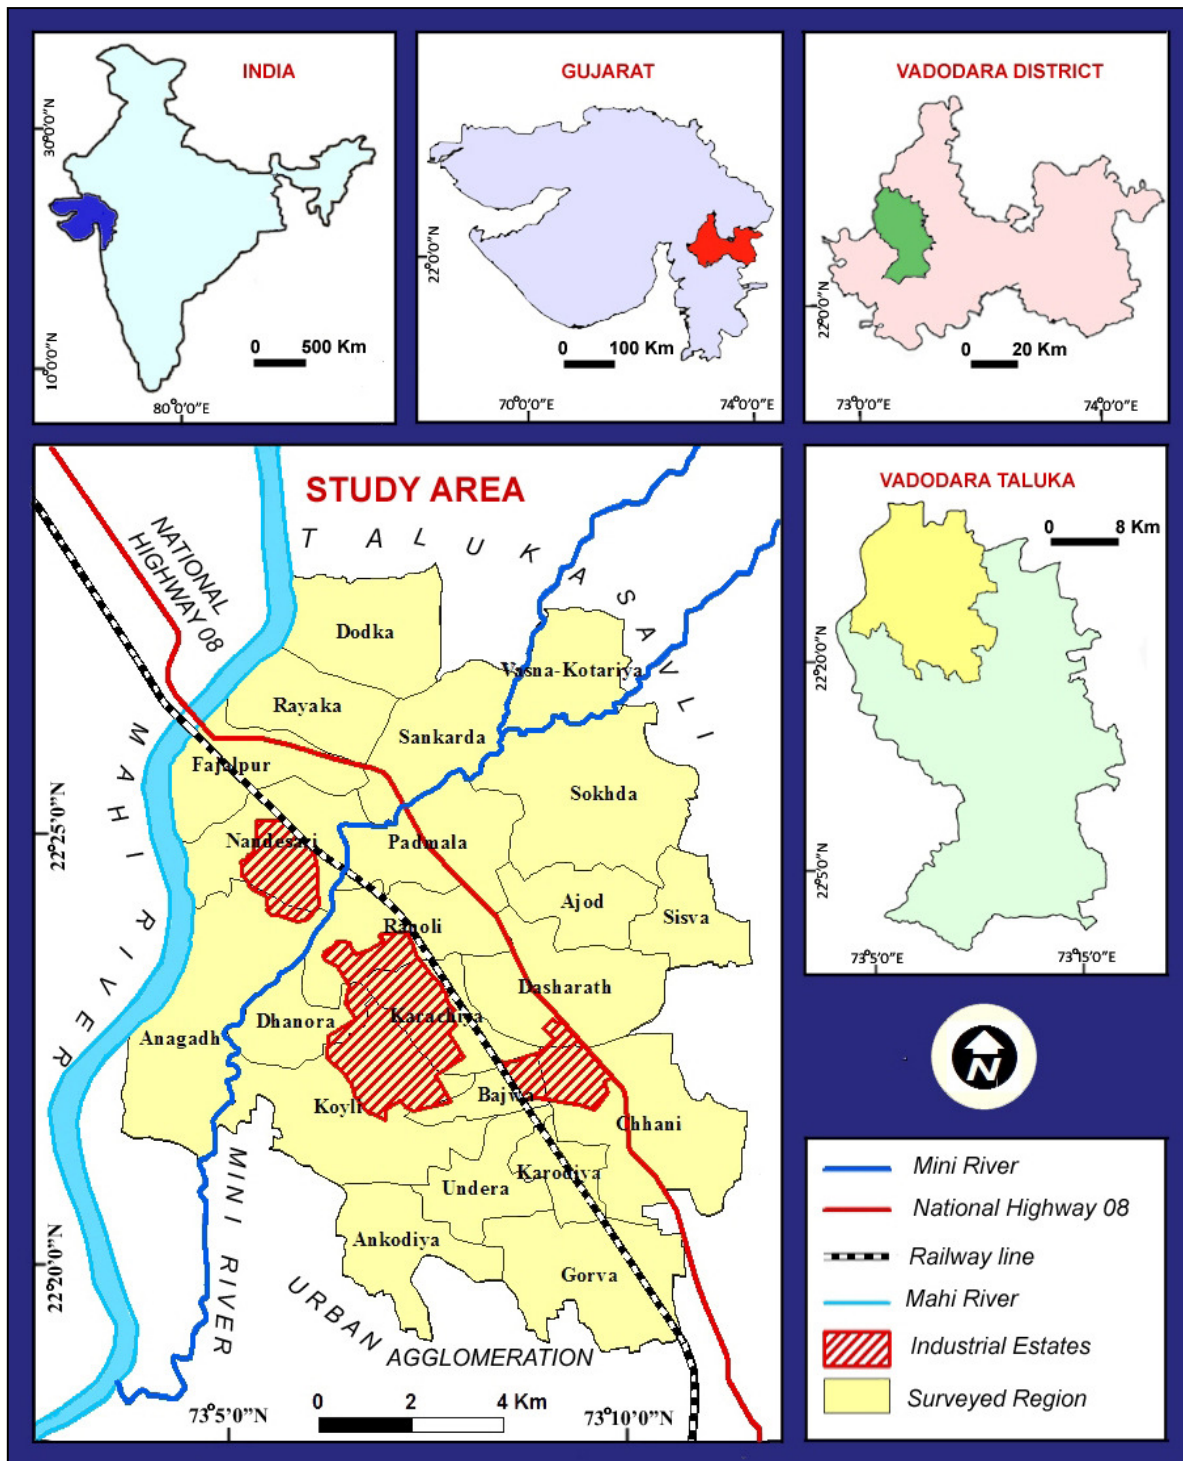 INDIA
30°0'0"N
10°0'0"N
80°0'0"E
0 500 Km
GUJARAT
22°0'0"N
0 100 Km
70°0'0"E
74°0'0"E
VADODARA DISTRICT
22°0'0"N
0 20 Km
73°0'0"E
74°0'0"E
STUDY AREA
NATIONAL
HIGHWAY 08
TALUKA SAVLI
Dodka
Vasna-Kotariya
Rayaka
Sankarda
Fajalpur
Sokhda
MAHI RIVER
Nandesari
Padmala
Ajod
Sisva
Ranoli
Dasharath
Karachiya
Dhanora
Anagadh
Koyli
Bajwa
Chhani
Karodiya
Undera
Ankodiya
Gorva
MINI RIVER
URBAN
AGGLOMERATION
22°25'0"N
22°20'0"N
0 2 4 Km
73°5'0"N
73°10'0"N
VADODARA TALUKA
0 8 Km
22°20'0"N
22°5'0"N
73°5'0"E
73°15'0"E
N
Mini River
National Highway 08
Railway line
Mahi River
Industrial Estates
Surveyed Region